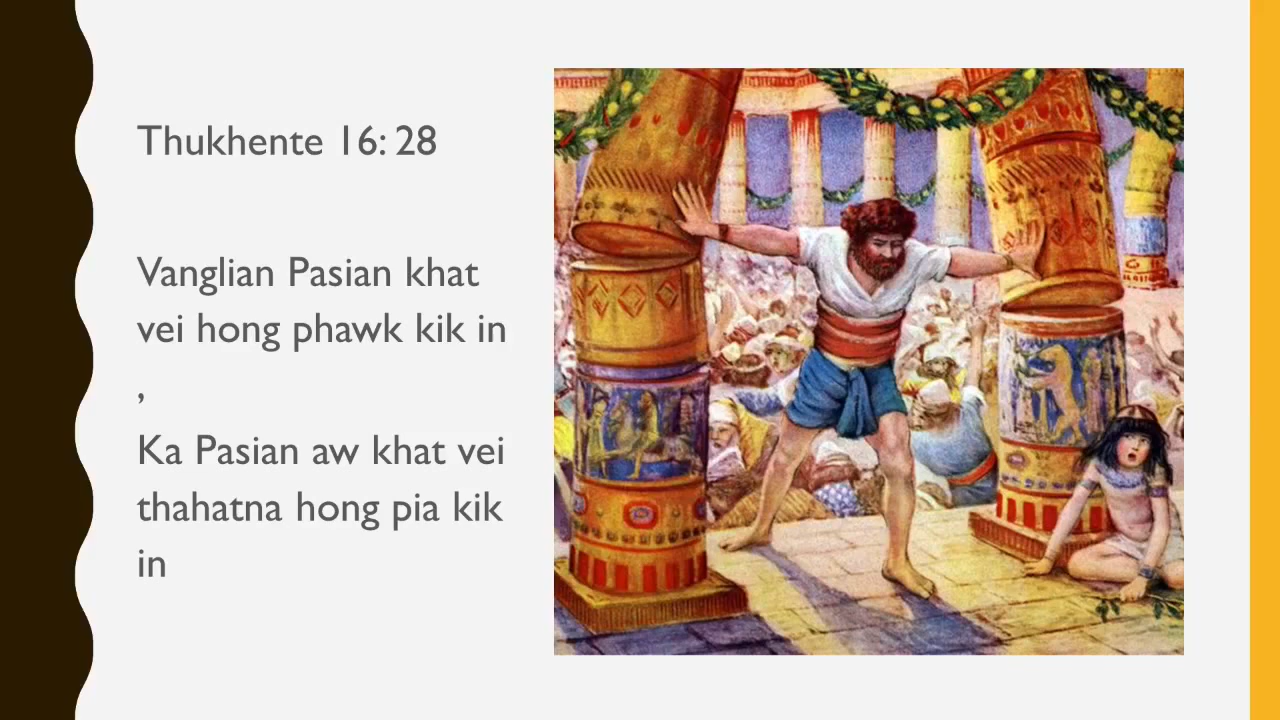 Thukhente 16: 28
Vanglian Pasian khat
vei hong phawk kik in
,
Ka Pasian aw khat vei
thahatna hong pia kik
in